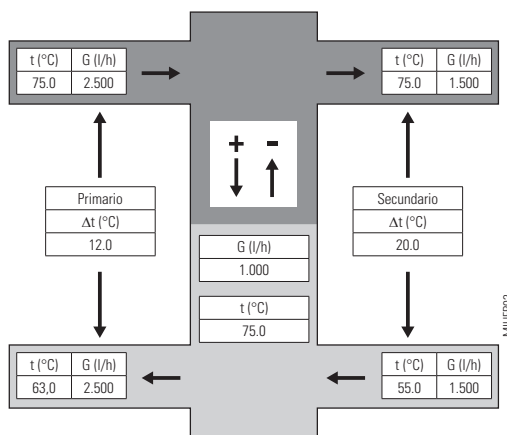 t (°C) G (l/h)
75.0 2.500
t (°C) G (l/h)
75.0 1.500
+ -
Primario
Δt (°C)
12.0
Secundario
Δt (°C)
20.0
G (l/h)
1.000
t (°C)
75.0
t (°C) G (l/h)
63,0 2.500
t (°C) G (l/h)
55.0 1.500